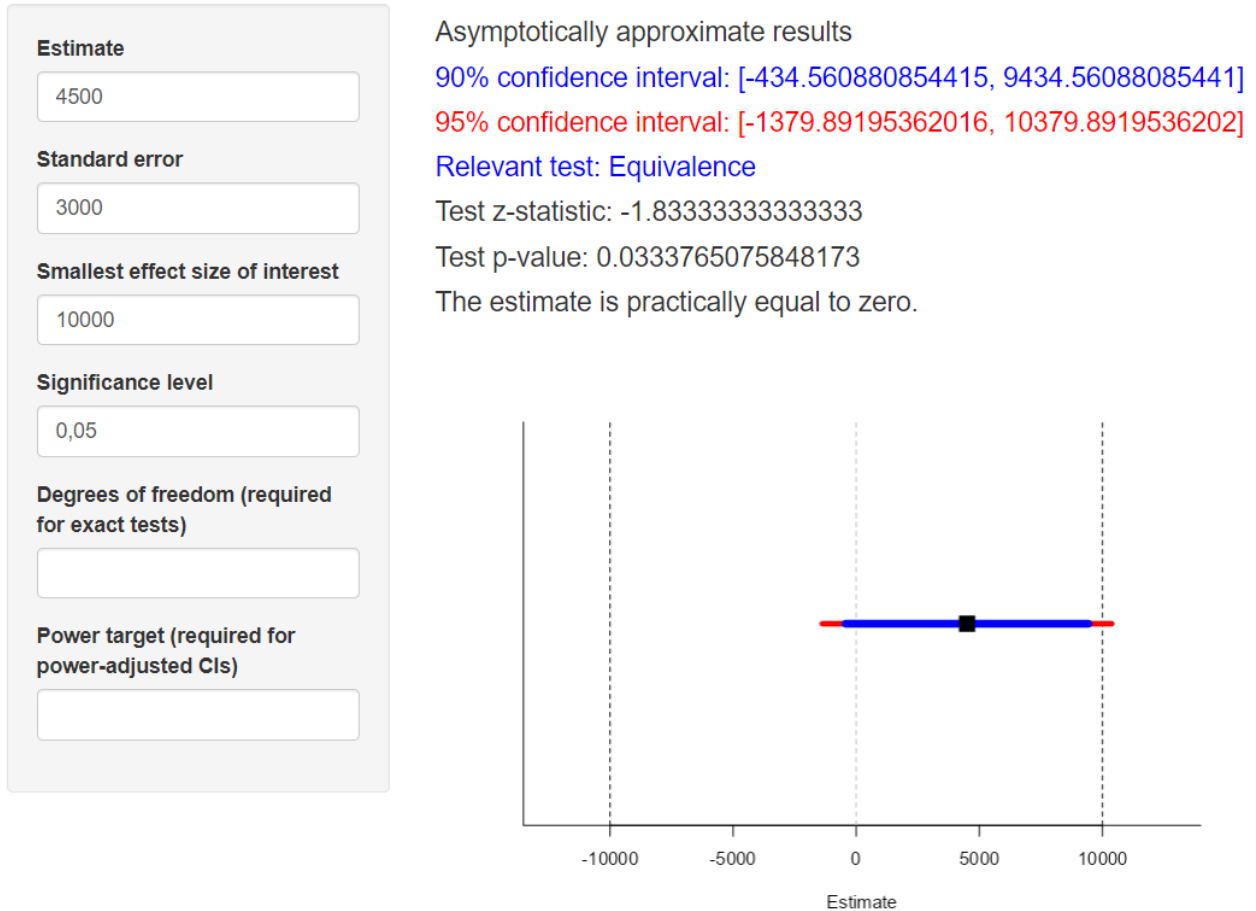 Estimate
4500
Standard error
3000
Smallest effect size of interest
10000
Significance level
0,05
Degrees of freedom (required
for exact tests)
Power target (required for
power-adjusted CIs)
Asymptotically approximate results
90% confidence interval: [-434.560880854415, 9434.56088085441]
95% confidence interval: [-1379.89195362016, 10379.8919536202]
Relevant test: Equivalence
Test z-statistic: -1.83333333333333
Test p-value: 0.0333765075848173
The estimate is practically equal to zero.
-10000 -5000 0 5000 10000
Estimate